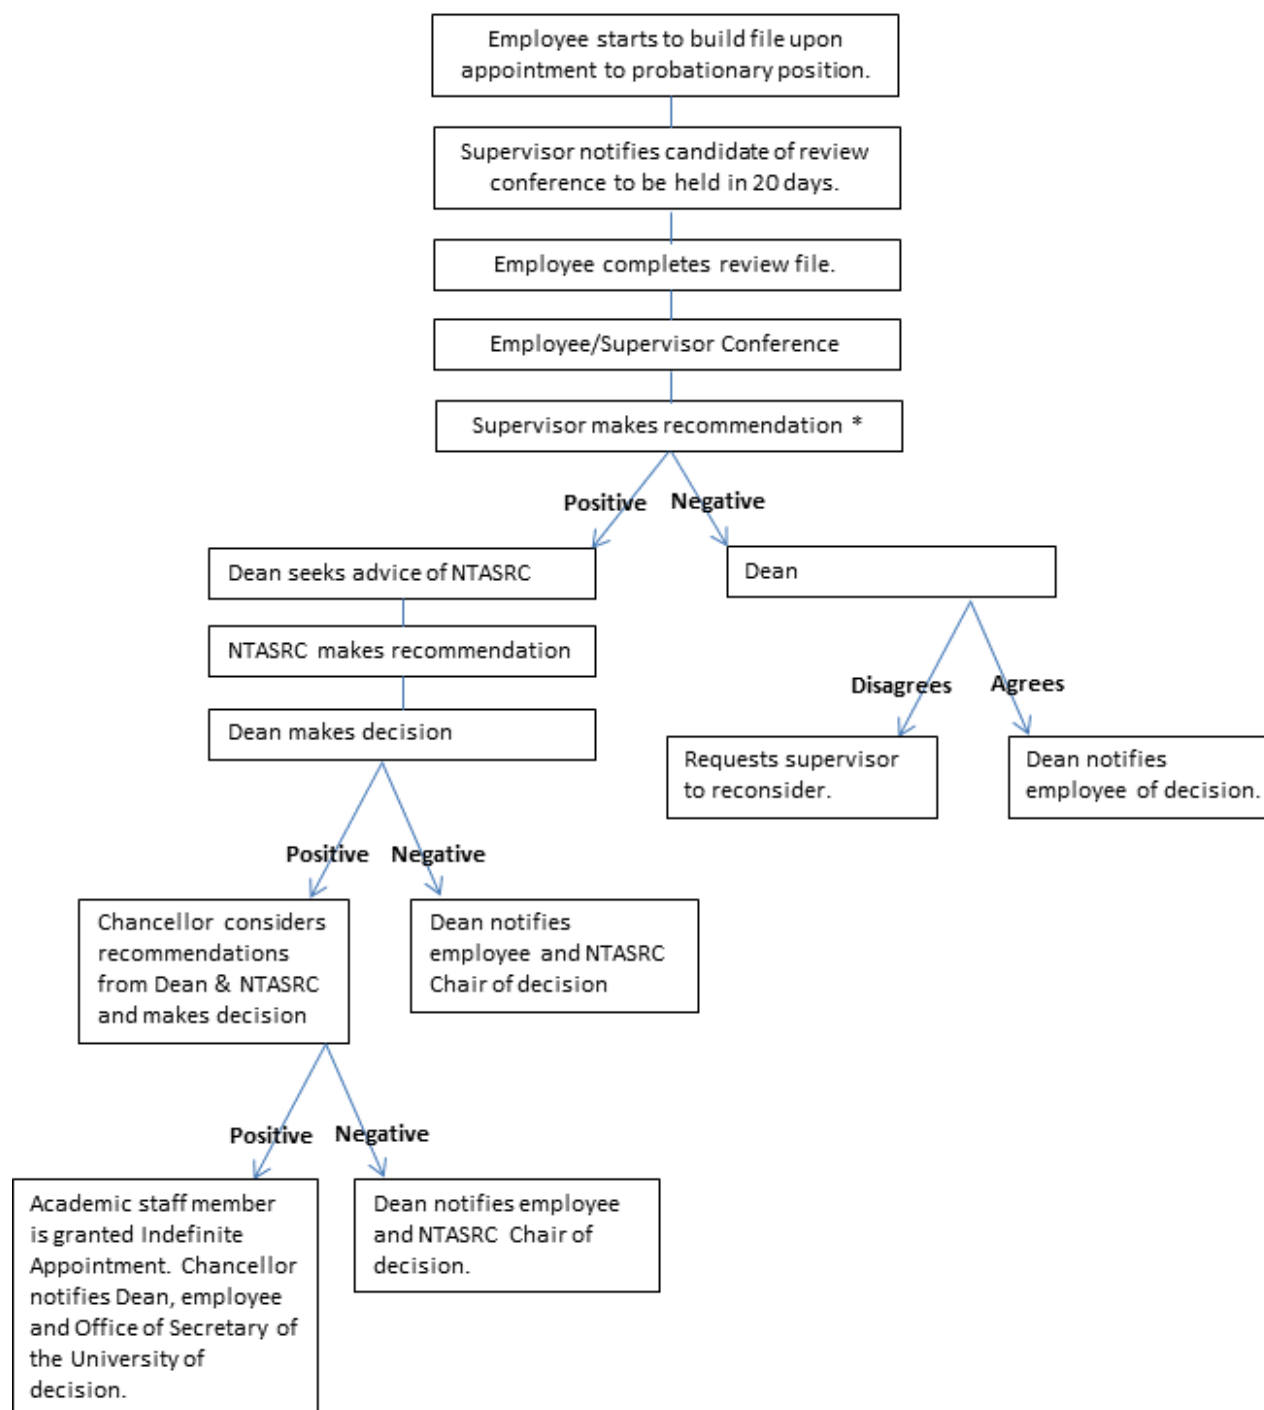 Employee starts to build file upon
appointment to probationary position.
Supervisor notifies candidate of review
conference to be held in 20 days.
Employee completes review file.
Employee/Supervisor Conference
Supervisor makes recommendation *
Positive
Negative
Dean seeks advice of NTASRC
Dean
NTASRC makes recommendation
Disagrees
Agrees
Dean makes decision
Requests supervisor
to reconsider.
Dean notifies
employee of decision.
Positive
Negative
Chancellor considers
recommendations
from Dean & NTASRC
and makes decision
Dean notifies
employee and NTASRC
Chair of decision
Positive
Negative
Academic staff member
is granted Indefinite
Appointment. Chancellor
notifies Dean, employee
and Office of Secretary of
the University of
decision.
Dean notifies employee
and NTASRC Chair of
decision.